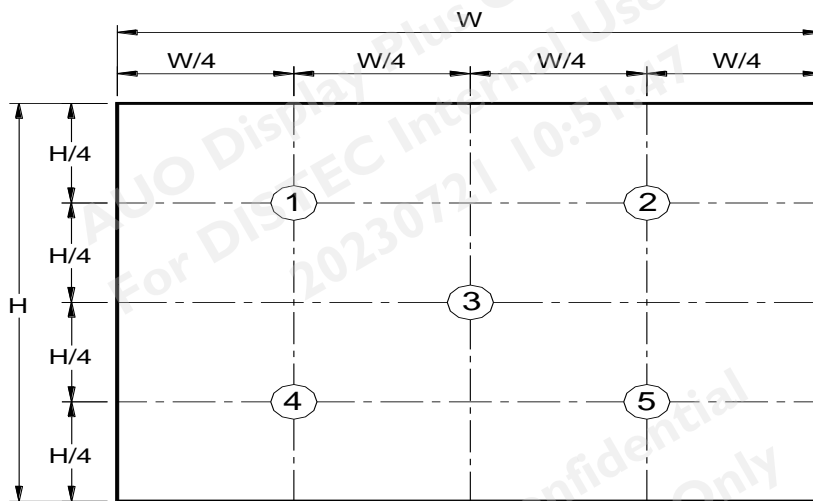 W
W/4 W/4 W/4 W/4
H/4
1 2
H/4
H
3
H/4
4 5
H/4
AUO Display Plus
For DISTEC Internal Use
20230721 10:51:47
onfidential
Only